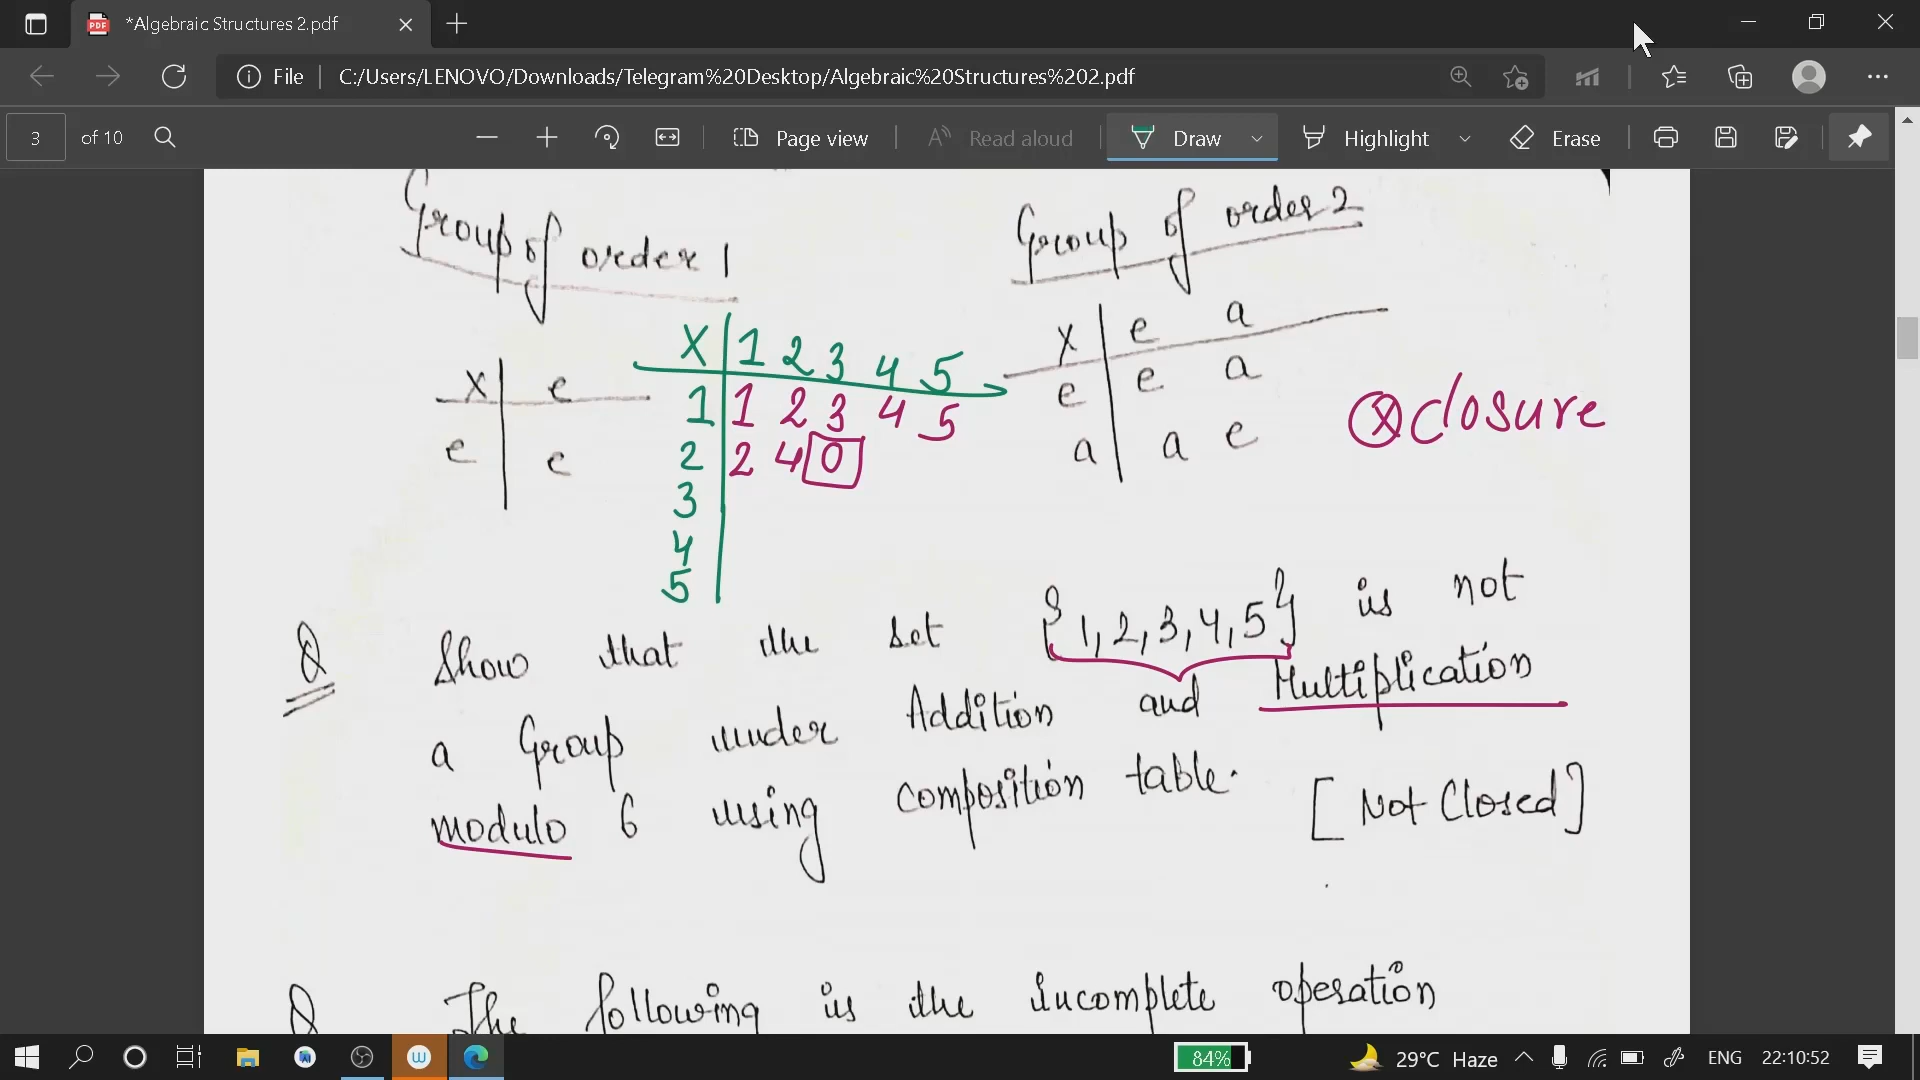 *Algebraic Structures 2.pdf
File
C:/Users/LENOVO/Downloads/Telegram%20Desktop/Algebraic%20Structures%202.pdf
3 of 10 Page view Read aloud Draw Highlight Erase
Group of order 1
Group of order 2
X e
e e
X 1 2 3 4 5
1 1 2 3 4 5
2 2 4 0
3
4
5
X e a
e e a
a a e
X closure
Q Show that the set {1, 2, 3, 4, 5} is not
a Group under Addition and Multiplication
modulo 6 using composition table. [Not Closed]
Q The following is the incomplete operation
84% 29°C Haze ENG 22:10:52